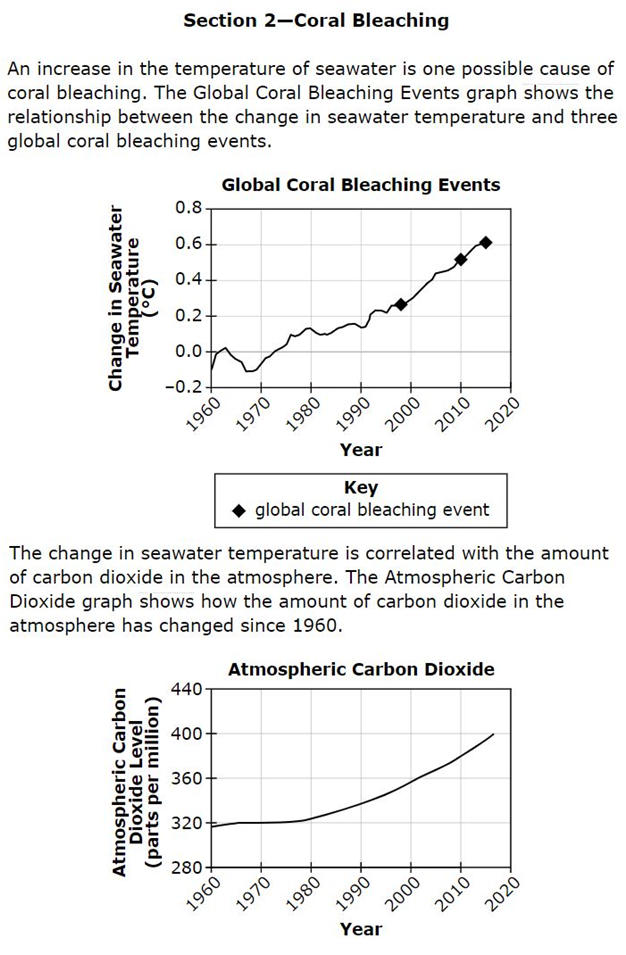 Section 2—Coral Bleaching
An increase in the temperature of seawater is one possible cause of
coral bleaching. The Global Coral Bleaching Events graph shows the
relationship between the change in seawater temperature and three
global coral bleaching events.
Global Coral Bleaching Events
Change in Seawater
Temperature
(°C)
0.8
0.6
0.4
0.2
0.0
−0.2
1960
1970
1980
1990
2000
2010
2020
Year
Key
global coral bleaching event
The change in seawater temperature is correlated with the amount
of carbon dioxide in the atmosphere. The Atmospheric Carbon
Dioxide graph shows how the amount of carbon dioxide in the
atmosphere has changed since 1960.
Atmospheric Carbon Dioxide
Atmospheric Carbon
Dioxide Level
(parts per million)
440
400
360
320
280
1960
1970
1980
1990
2000
2010
2020
Year